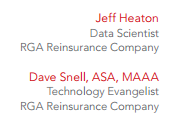 Jeff Heaton
Data Scientist
RGA Reinsurance Company
Dave Snell, ASA, MAAA
Technology Evangelist
RGA Reinsurance Company